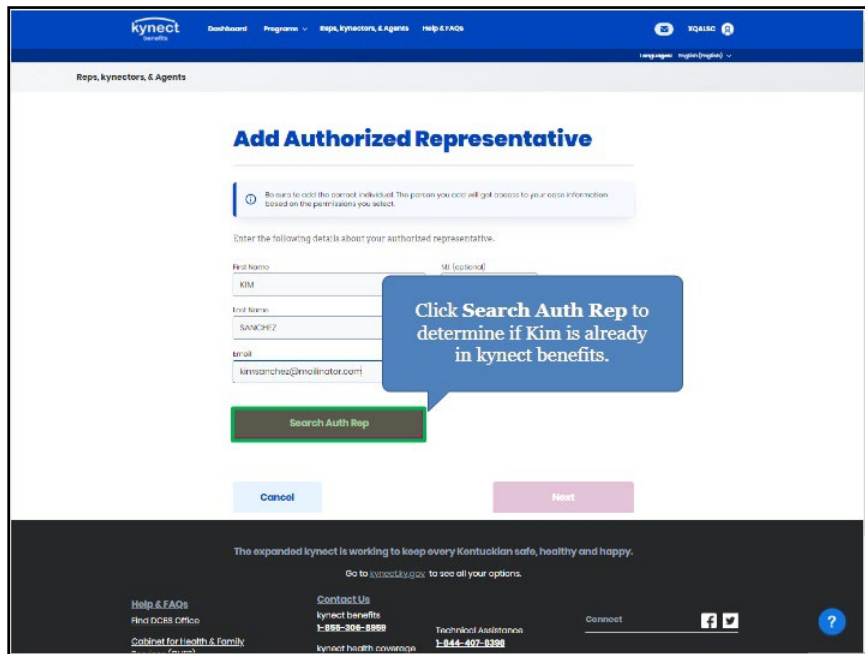 kynect
benefits
Dashboard Programs Reps, kynectors, & Agents Help & FAQs XQALSC
Languages: English (English)
Reps, kynectors, & Agents
Add Authorized Representative
Be sure to add the correct individual. The person you add will get access to your case information
based on the permissions you select.
Enter the following details about your authorized representative.
First Name MI (optional)
KIM
Last Name
SANCHEZ
Email
kimsanchez@mailinator.com
Click Search Auth Rep to
determine if Kim is already
in kynect benefits.
Search Auth Rep
Cancel Next
The expanded kynect is working to keep every Kentuckian safe, healthy and happy.
Go to kynect.ky.gov to see all your options.
Help & FAQs
Find DCBS Office
Cabinet for Health & Family
Contact Us
kynect benefits
1-855-306-8959
kynect health coverage
Technical Assistance
1-844-407-8398
Connect
?